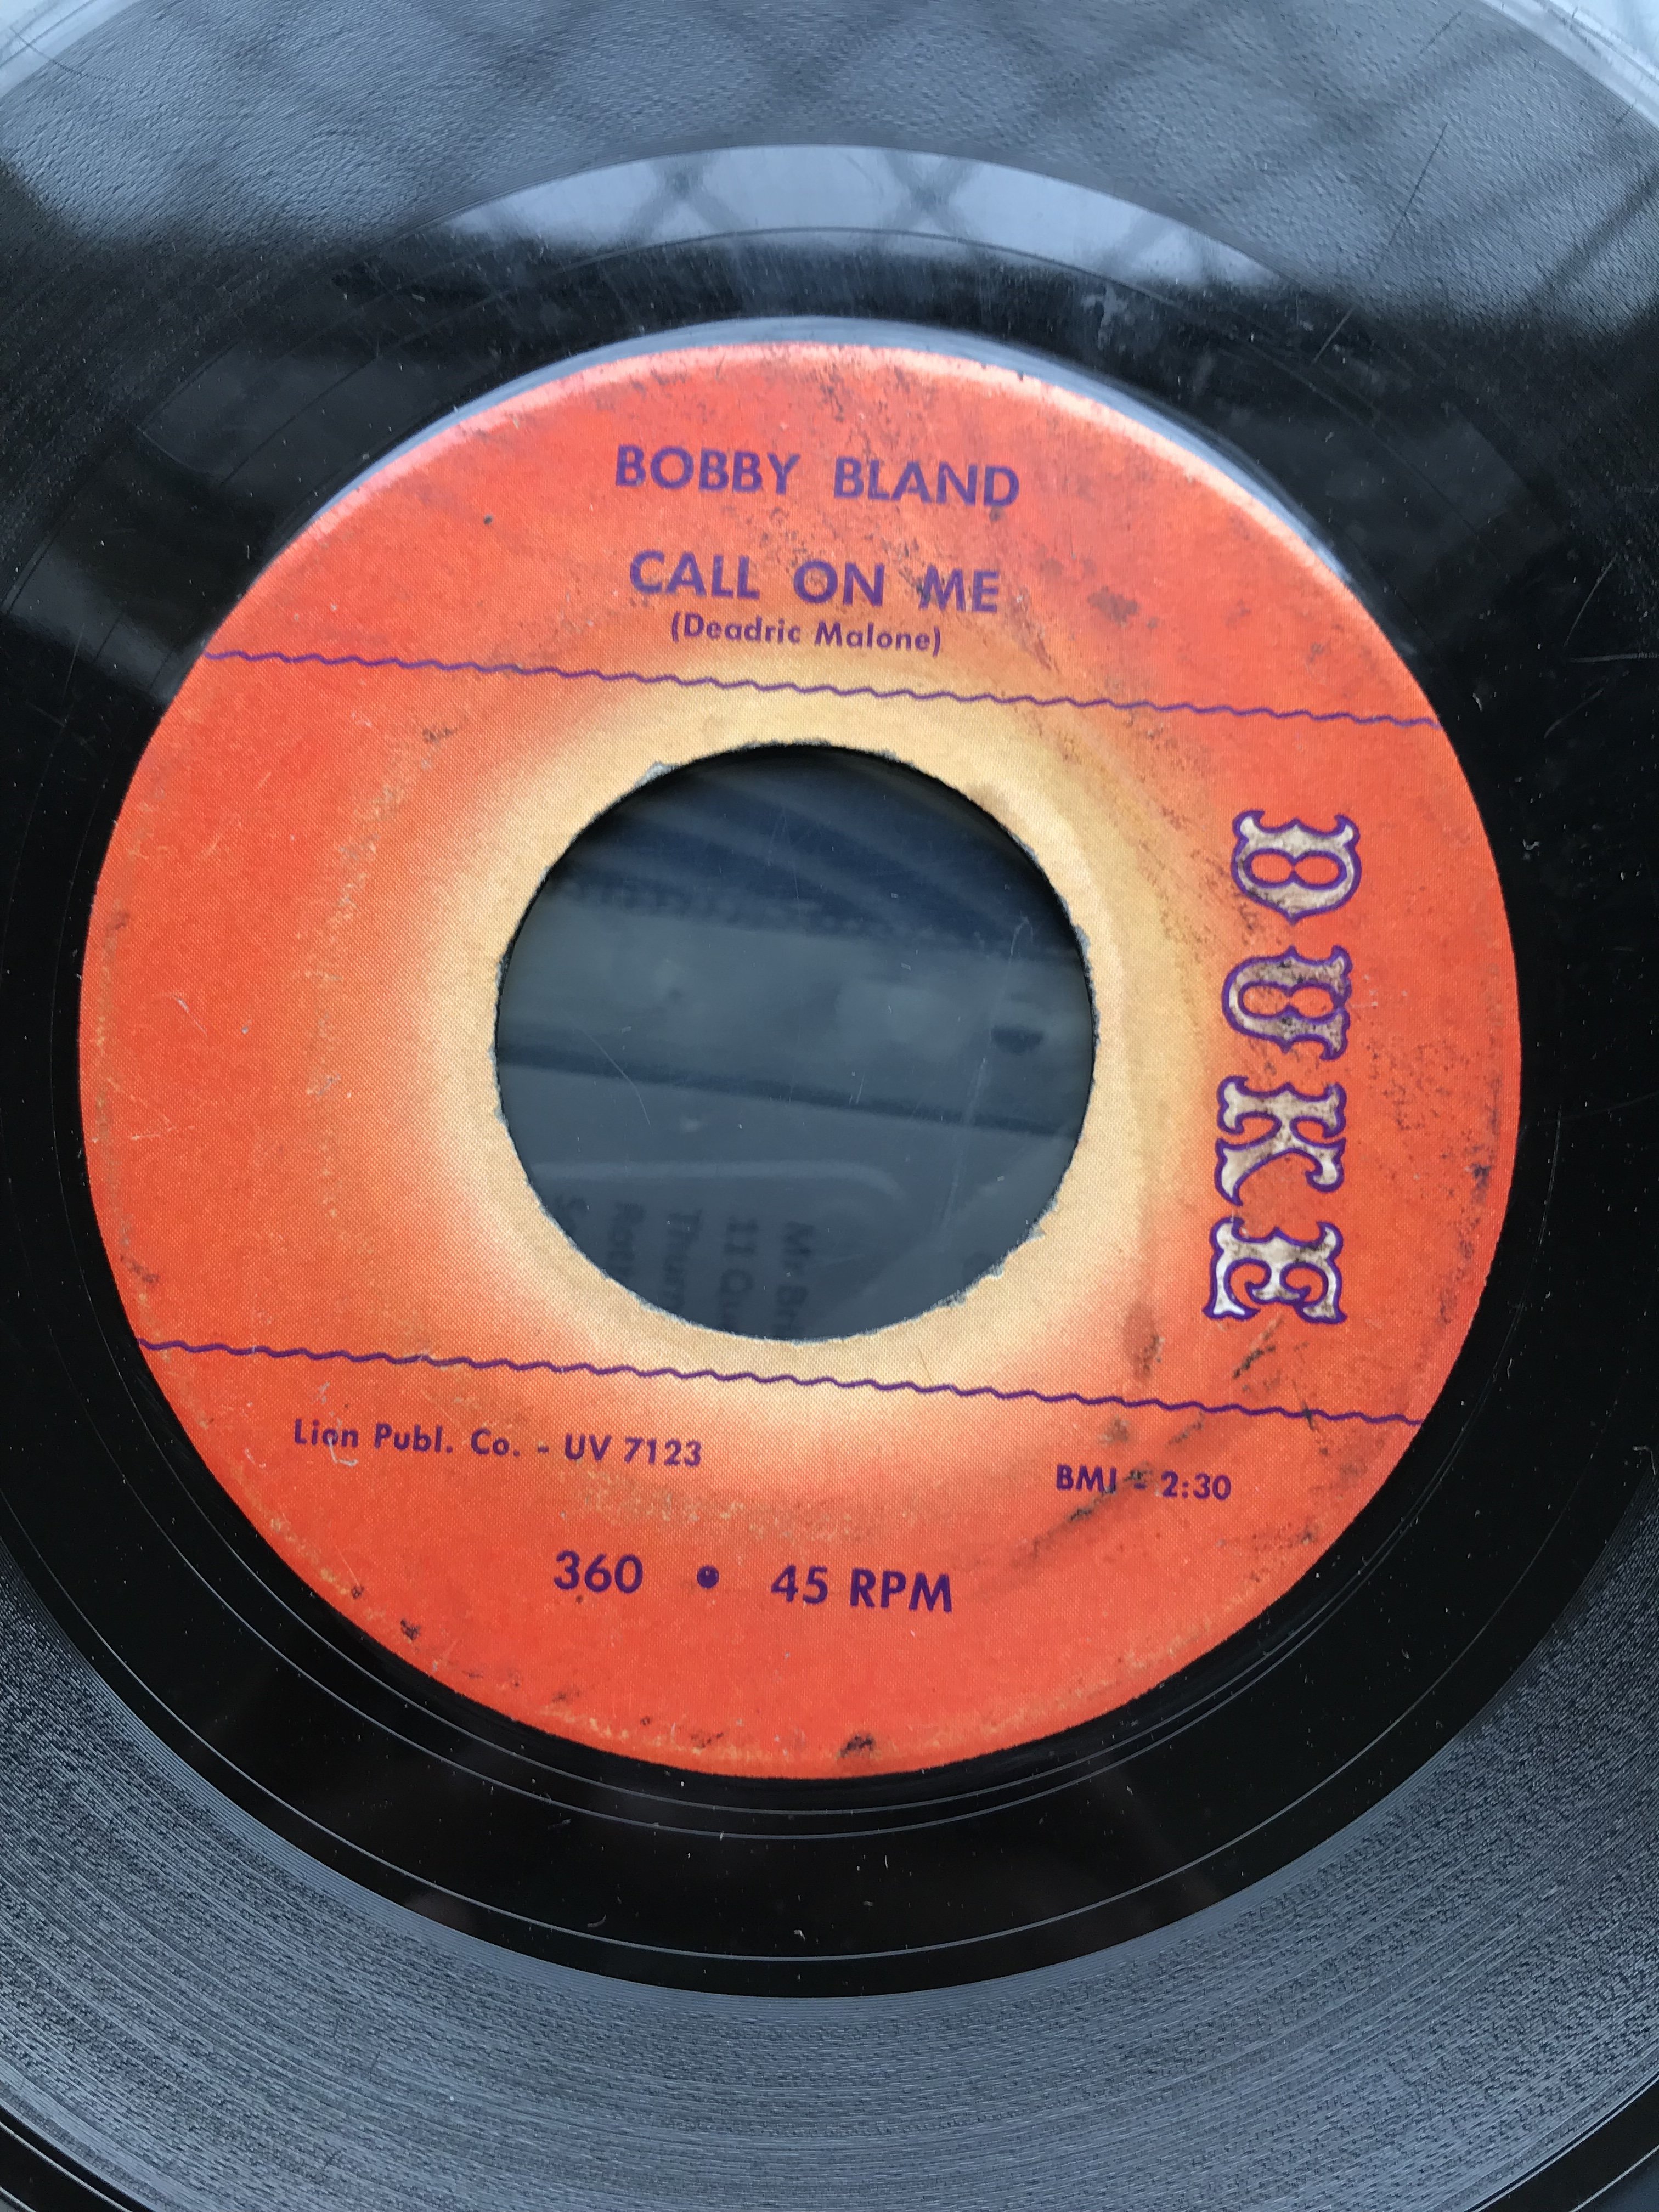 BOBBY BLAND
CALL ON ME
(Deadric Malone)
DUKE
Lion Publ. Co. - UV 7123
BMI - 2:30
360 • 45 RPM